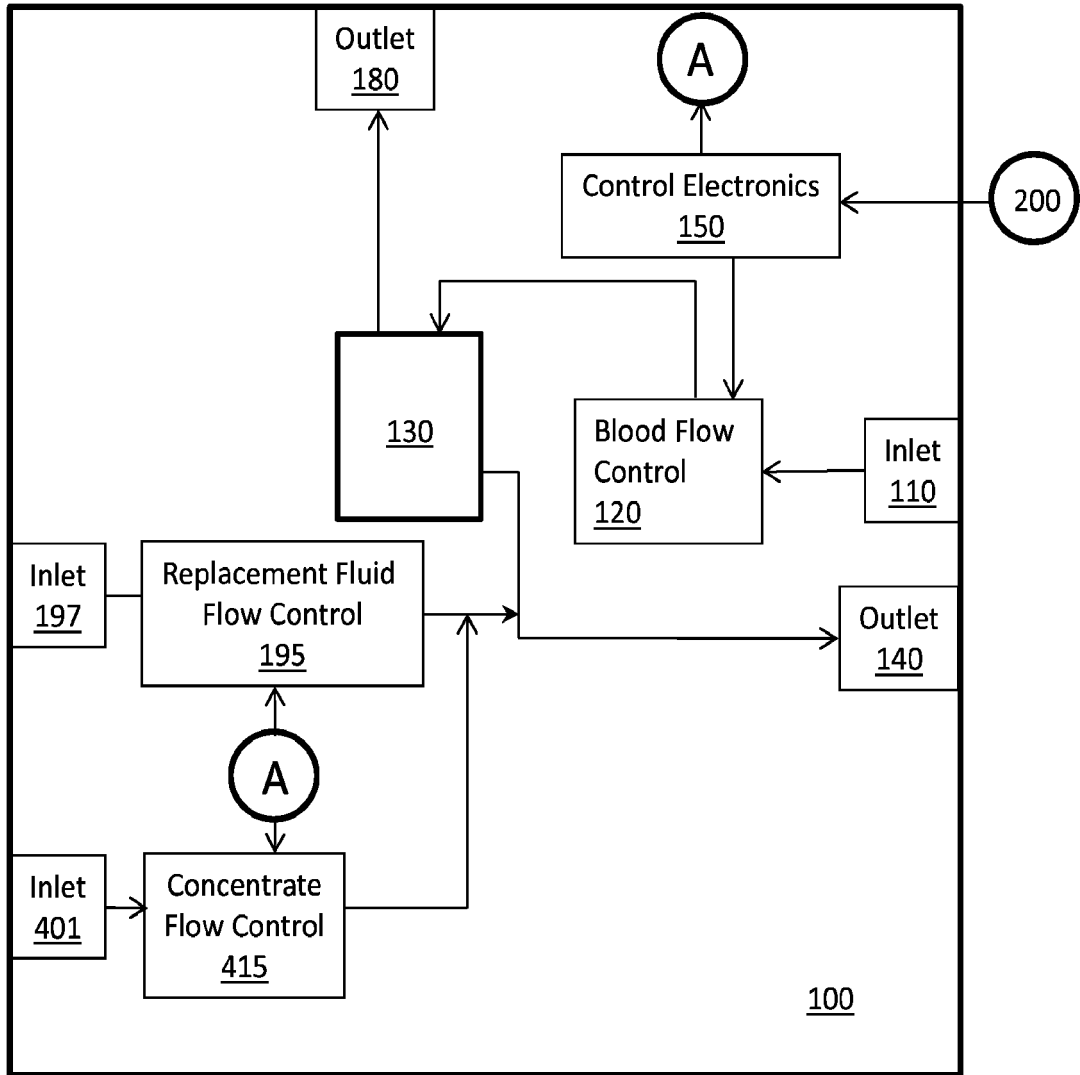 Outlet
180
A
Control Electronics
150
200
130
Blood Flow
Control
120
Inlet
110
Inlet
197
Replacement Fluid
Flow Control
195
Outlet
140
A
Inlet
401
Concentrate
Flow Control
415
100